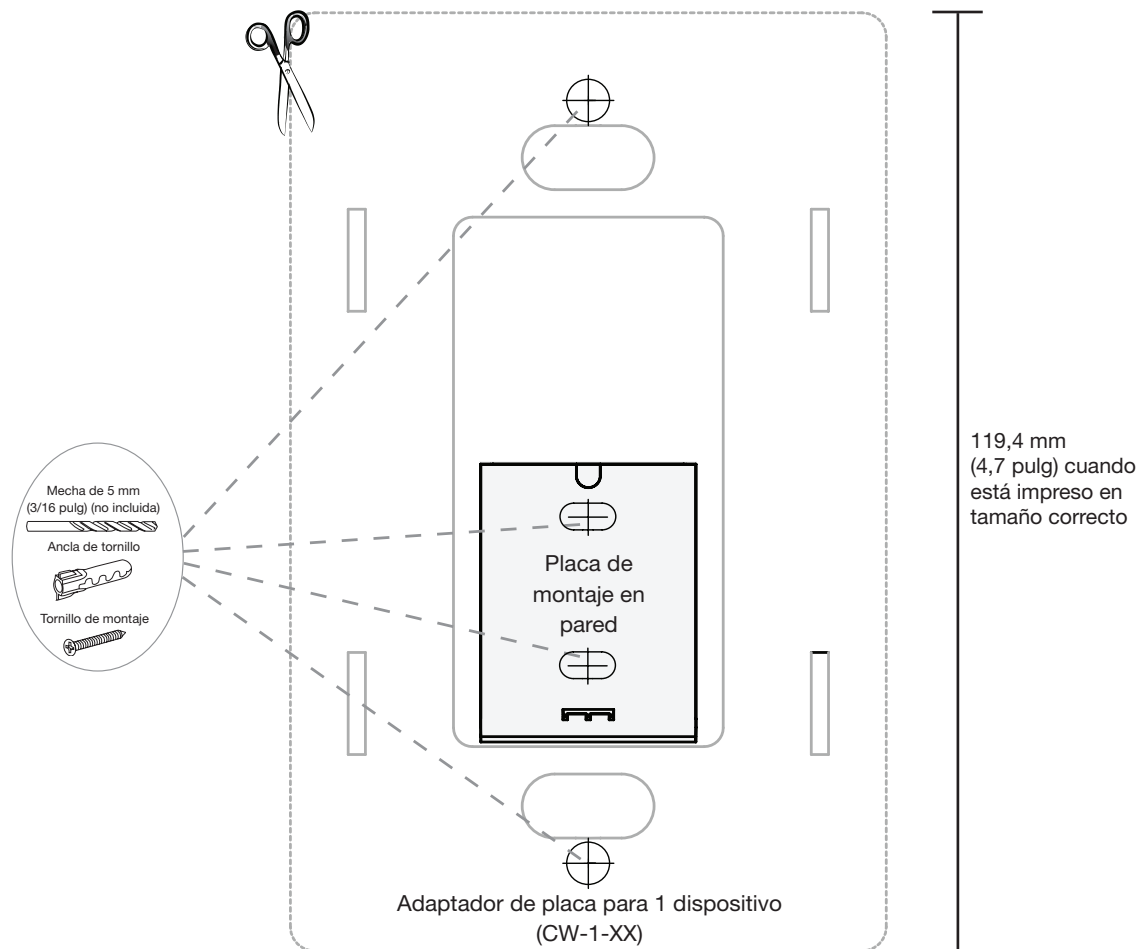 Mecha de 5 mm
(3/16 pulg) (no incluida)
Ancla de tornillo
Tornillo de montaje
Placa de
montaje en
pared
119,4 mm
(4,7 pulg) cuando
está impreso en
tamaño correcto
Adaptador de placa para 1 dispositivo
(CW-1-XX)